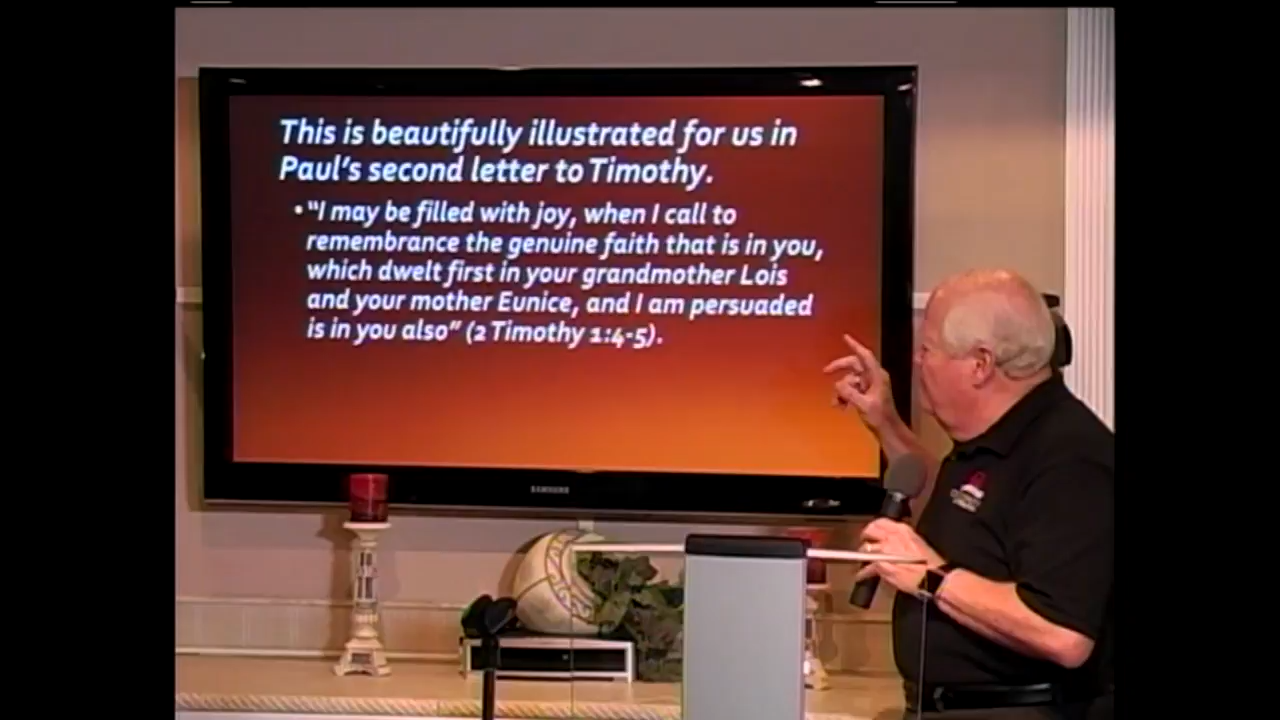 This is beautifully illustrated for us in
Paul's second letter to Timothy.
• "I may be filled with joy, when I call to
remembrance the genuine faith that is in you,
which dwelt first in your grandmother Lois
and your mother Eunice, and I am persuaded
is in you also" (2 Timothy 1:4-5).
SAMSUNG